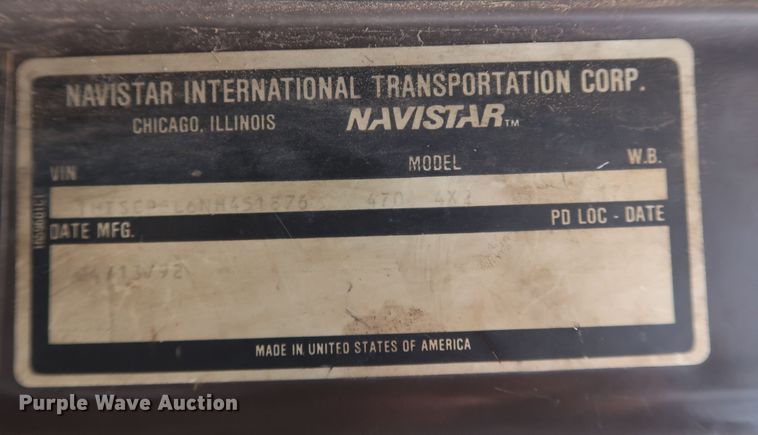 NAVISTAR INTERNATIONAL TRANSPORTATION CORP.
CHICAGO, ILLINOIS NAVISTAR™
VIN MODEL W.B.
4X2
DATE MFG. PD LOC - DATE
MADE IN UNITED STATES OF AMERICA
Purple Wave Auction